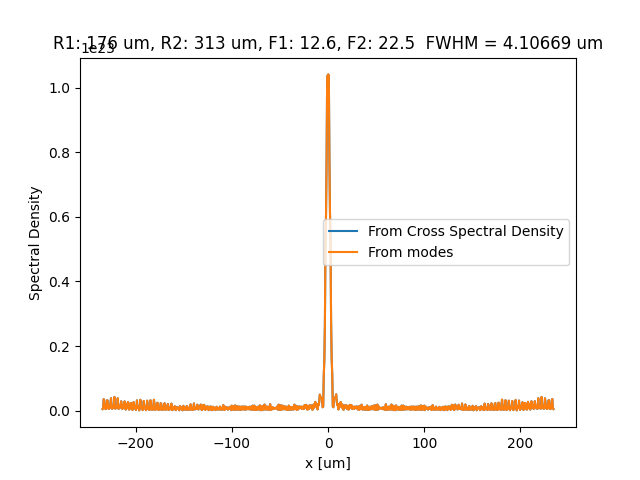 R1: 176 um, R2: 313 um, F1: 12.6, F2: 22.5  FWHM = 4.10669 um
1e23
1.0
0.8
0.6
0.4
0.2
0.0
Spectral Density
From Cross Spectral Density
From modes
−200
−100
0
100
200
x [um]